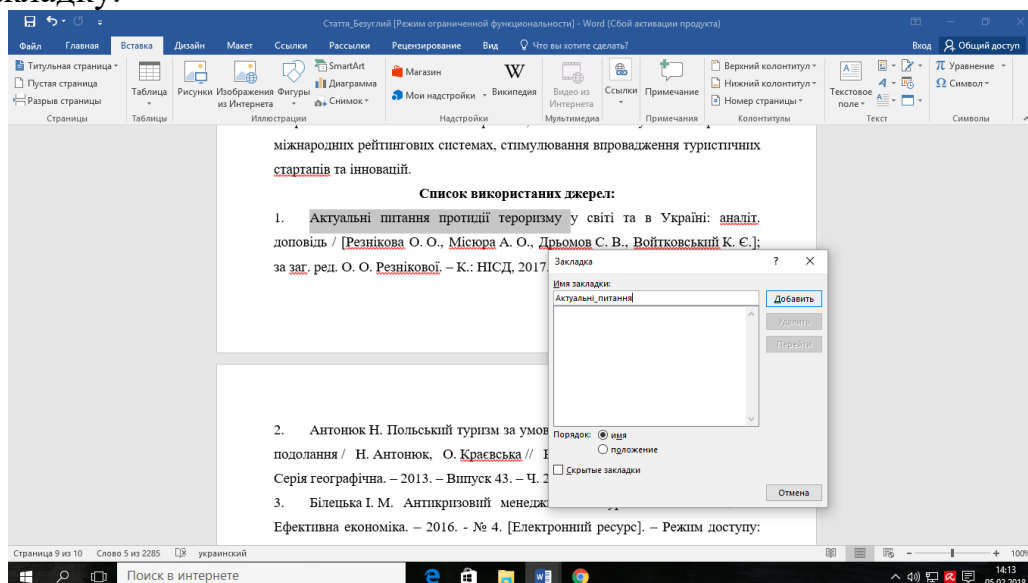 кладку.
Стаття_Безуглий [Режим ограниченной функциональности] - Word (Сбой активации продукта)
Файл Главная Вставка Дизайн Макет Ссылки Рассылки Рецензирование Вид Что вы хотите сделать? Вход Общий доступ
Титульная страница
Пустая страница
Разрыв страницы
Страницы
Таблица
Таблицы
Рисунки
Изображения из Интернета
Фигуры
SmartArt
Диаграмма
Снимок
Иллюстрации
Магазин
Мои надстройки
Википедия
Надстройки
Видео из Интернета
Мультимедиа
Ссылки
Примечание
Примечания
Верхний колонтитул
Нижний колонтитул
Номер страницы
Колонтитулы
Текстовое поле
Текст
Уравнение
Символ
Символы
міжнародних рейтингових системах, стимулювання впровадження туристичних
стартапів та інновацій.
Список використаних джерел:
1. Актуальні питання протидії тероризму у світі та в Україні: аналіт.
доповідь / [Резнікова О. О., Місюра А. О., Дрьомов С. В., Войтковський К. Є.];
за заг. ред. О. О. Резнікової. – К.: НІСД, 2017.
Закладка ?
Имя закладки:
Актуальні_питання
Добавить
Удалить
Перейти
Порядок: имя
положение
Скрытые закладки
Отмена
2. Антонюк Н. Польський туризм за умов
подолання / Н. Антонюк, О. Краєвська //
Серія географічна. – 2013. – Випуск 43. – Ч. 2
3. Білецька І. М. Антикризовий
Ефективна економіка. – 2016. - № 4. [Електронний ресурс]. – Режим доступу:
Страница 9 из 10 Слово 5 из 2285 украинский 100%
Поиск в интернете
14:13